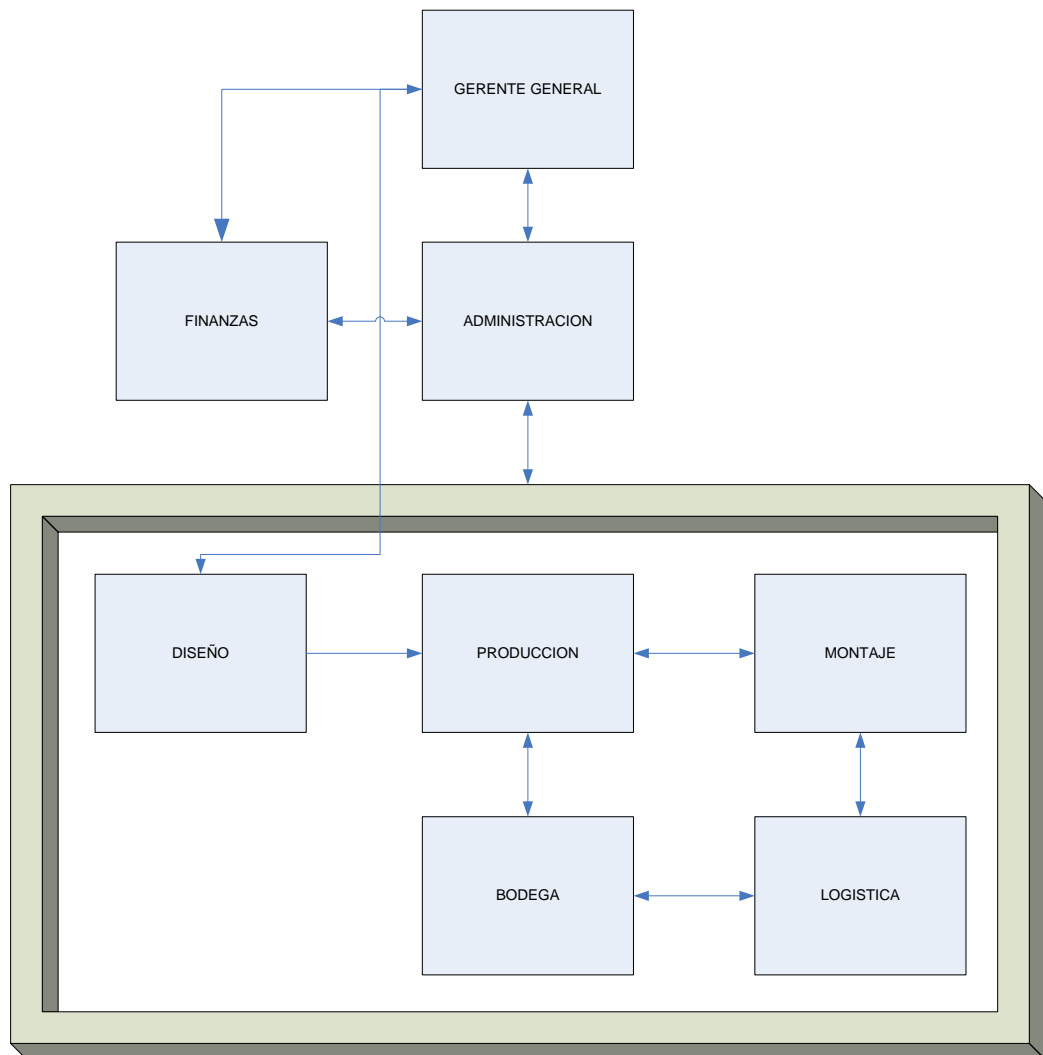 GERENTE GENERAL
FINANZAS
ADMINISTRACION
DISEÑO
PRODUCCION
MONTAJE
BODEGA
LOGISTICA